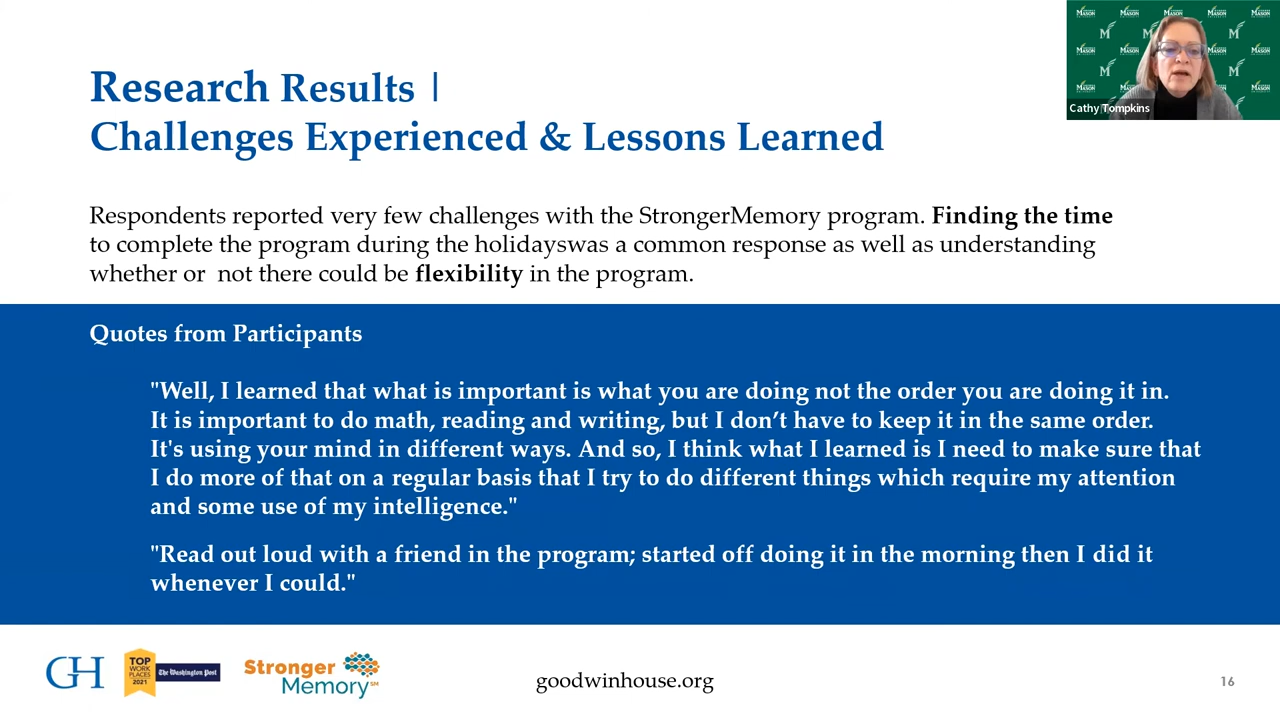 Research Results |
Challenges Experienced & Lessons Learned
MASON
Cathy Tompkins
Respondents reported very few challenges with the StrongerMemory program. Finding the time
to complete the program during the holidayswas a common response as well as understanding
whether or not there could be flexibility in the program.
Quotes from Participants
"Well, I learned that what is important is what you are doing not the order you are doing it in.
It is important to do math, reading and writing, but I don’t have to keep it in the same order.
It's using your mind in different ways. And so, I think what I learned is I need to make sure that
I do more of that on a regular basis that I try to do different things which require my attention
and some use of my intelligence."
"Read out loud with a friend in the program; started off doing it in the morning then I did it
whenever I could."
GH
TOP
WORK
PLACES
2021
The Washington Post
Stronger
Memory SM
goodwinhouse.org
16